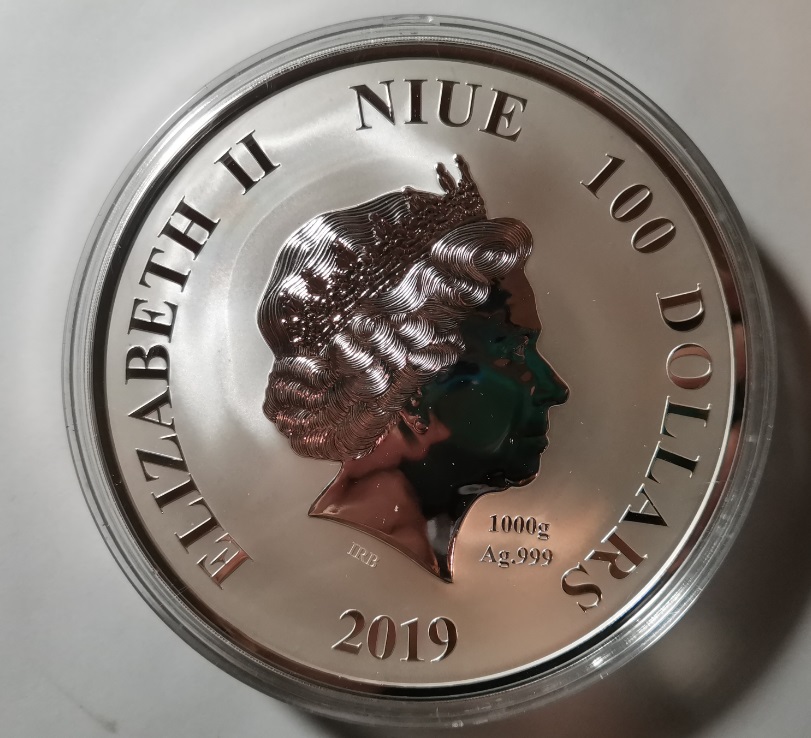 ELIZABETH II NIUE 100 DOLLARS
1000g
Ag.999
IRB
2019